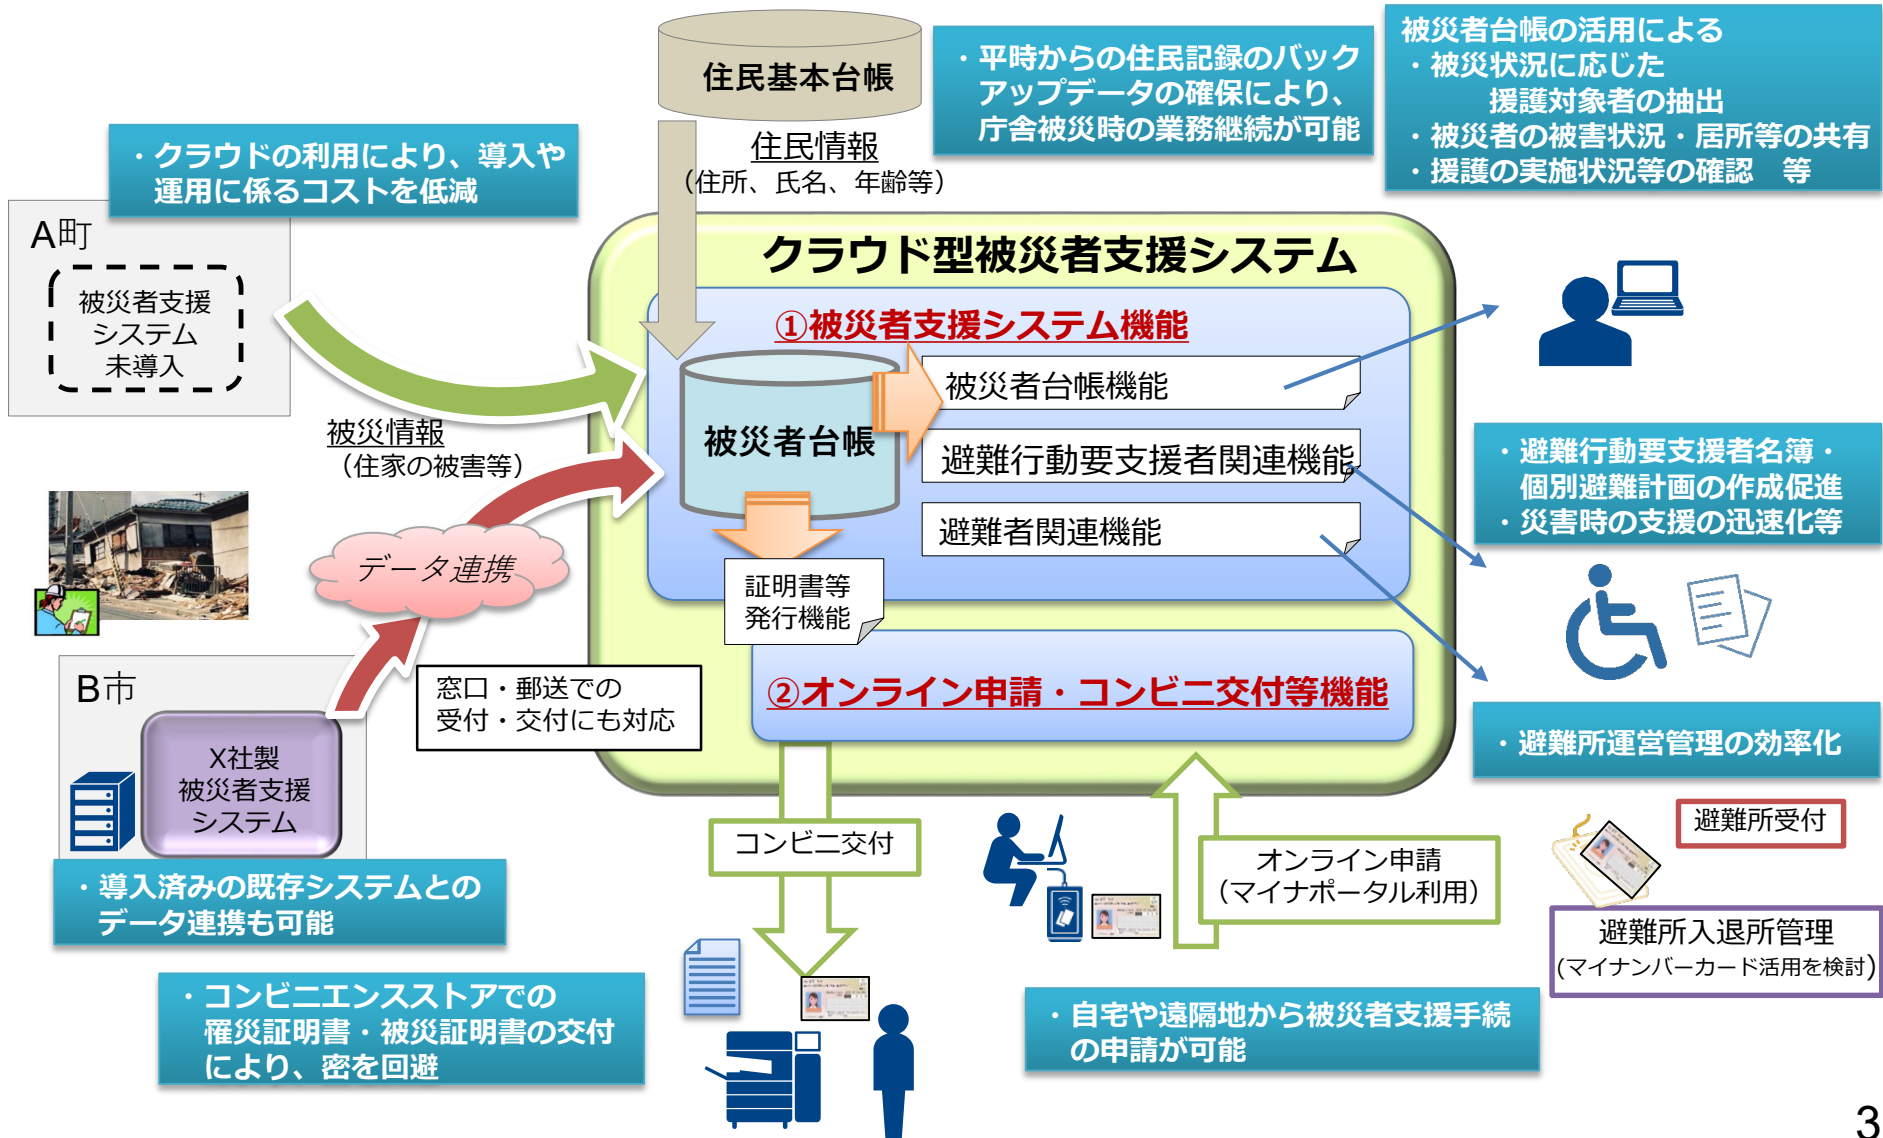 住民基本台帳
・平時からの住民記録のバック
アップデータの確保により、
庁舎被災時の業務継続が可能
被災者台帳の活用による
・被災状況に応じた
援護対象者の抽出
・被災者の被害状況・居所等の共有
・援護の実施状況等の確認　等
・クラウドの利用により、導入や
運用に係るコストを低減
住民情報
（住所、氏名、年齢等）
A町
被災者支援
システム
未導入
クラウド型被災者支援システム
①被災者支援システム機能
被災者台帳
被災者台帳機能
避難行動要支援者関連機能
避難者関連機能
証明書等
発行機能
被災情報
（住家の被害等）
データ連携
・避難行動要支援者名簿・
個別避難計画の作成促進
・災害時の支援の迅速化等
B市
X社製
被災者支援
システム
窓口・郵送での
受付・交付にも対応
②オンライン申請・コンビニ交付等機能
・避難所運営管理の効率化
コンビニ交付
オンライン申請
（マイナポータル利用）
避難所受付
避難所入退所管理
(マイナンバーカード活用を検討)
・導入済みの既存システムとの
データ連携も可能
・コンビニエンスストアでの
罹災証明書・被災証明書の交付
により、密を回避
・自宅や遠隔地から被災者支援手続
の申請が可能
3